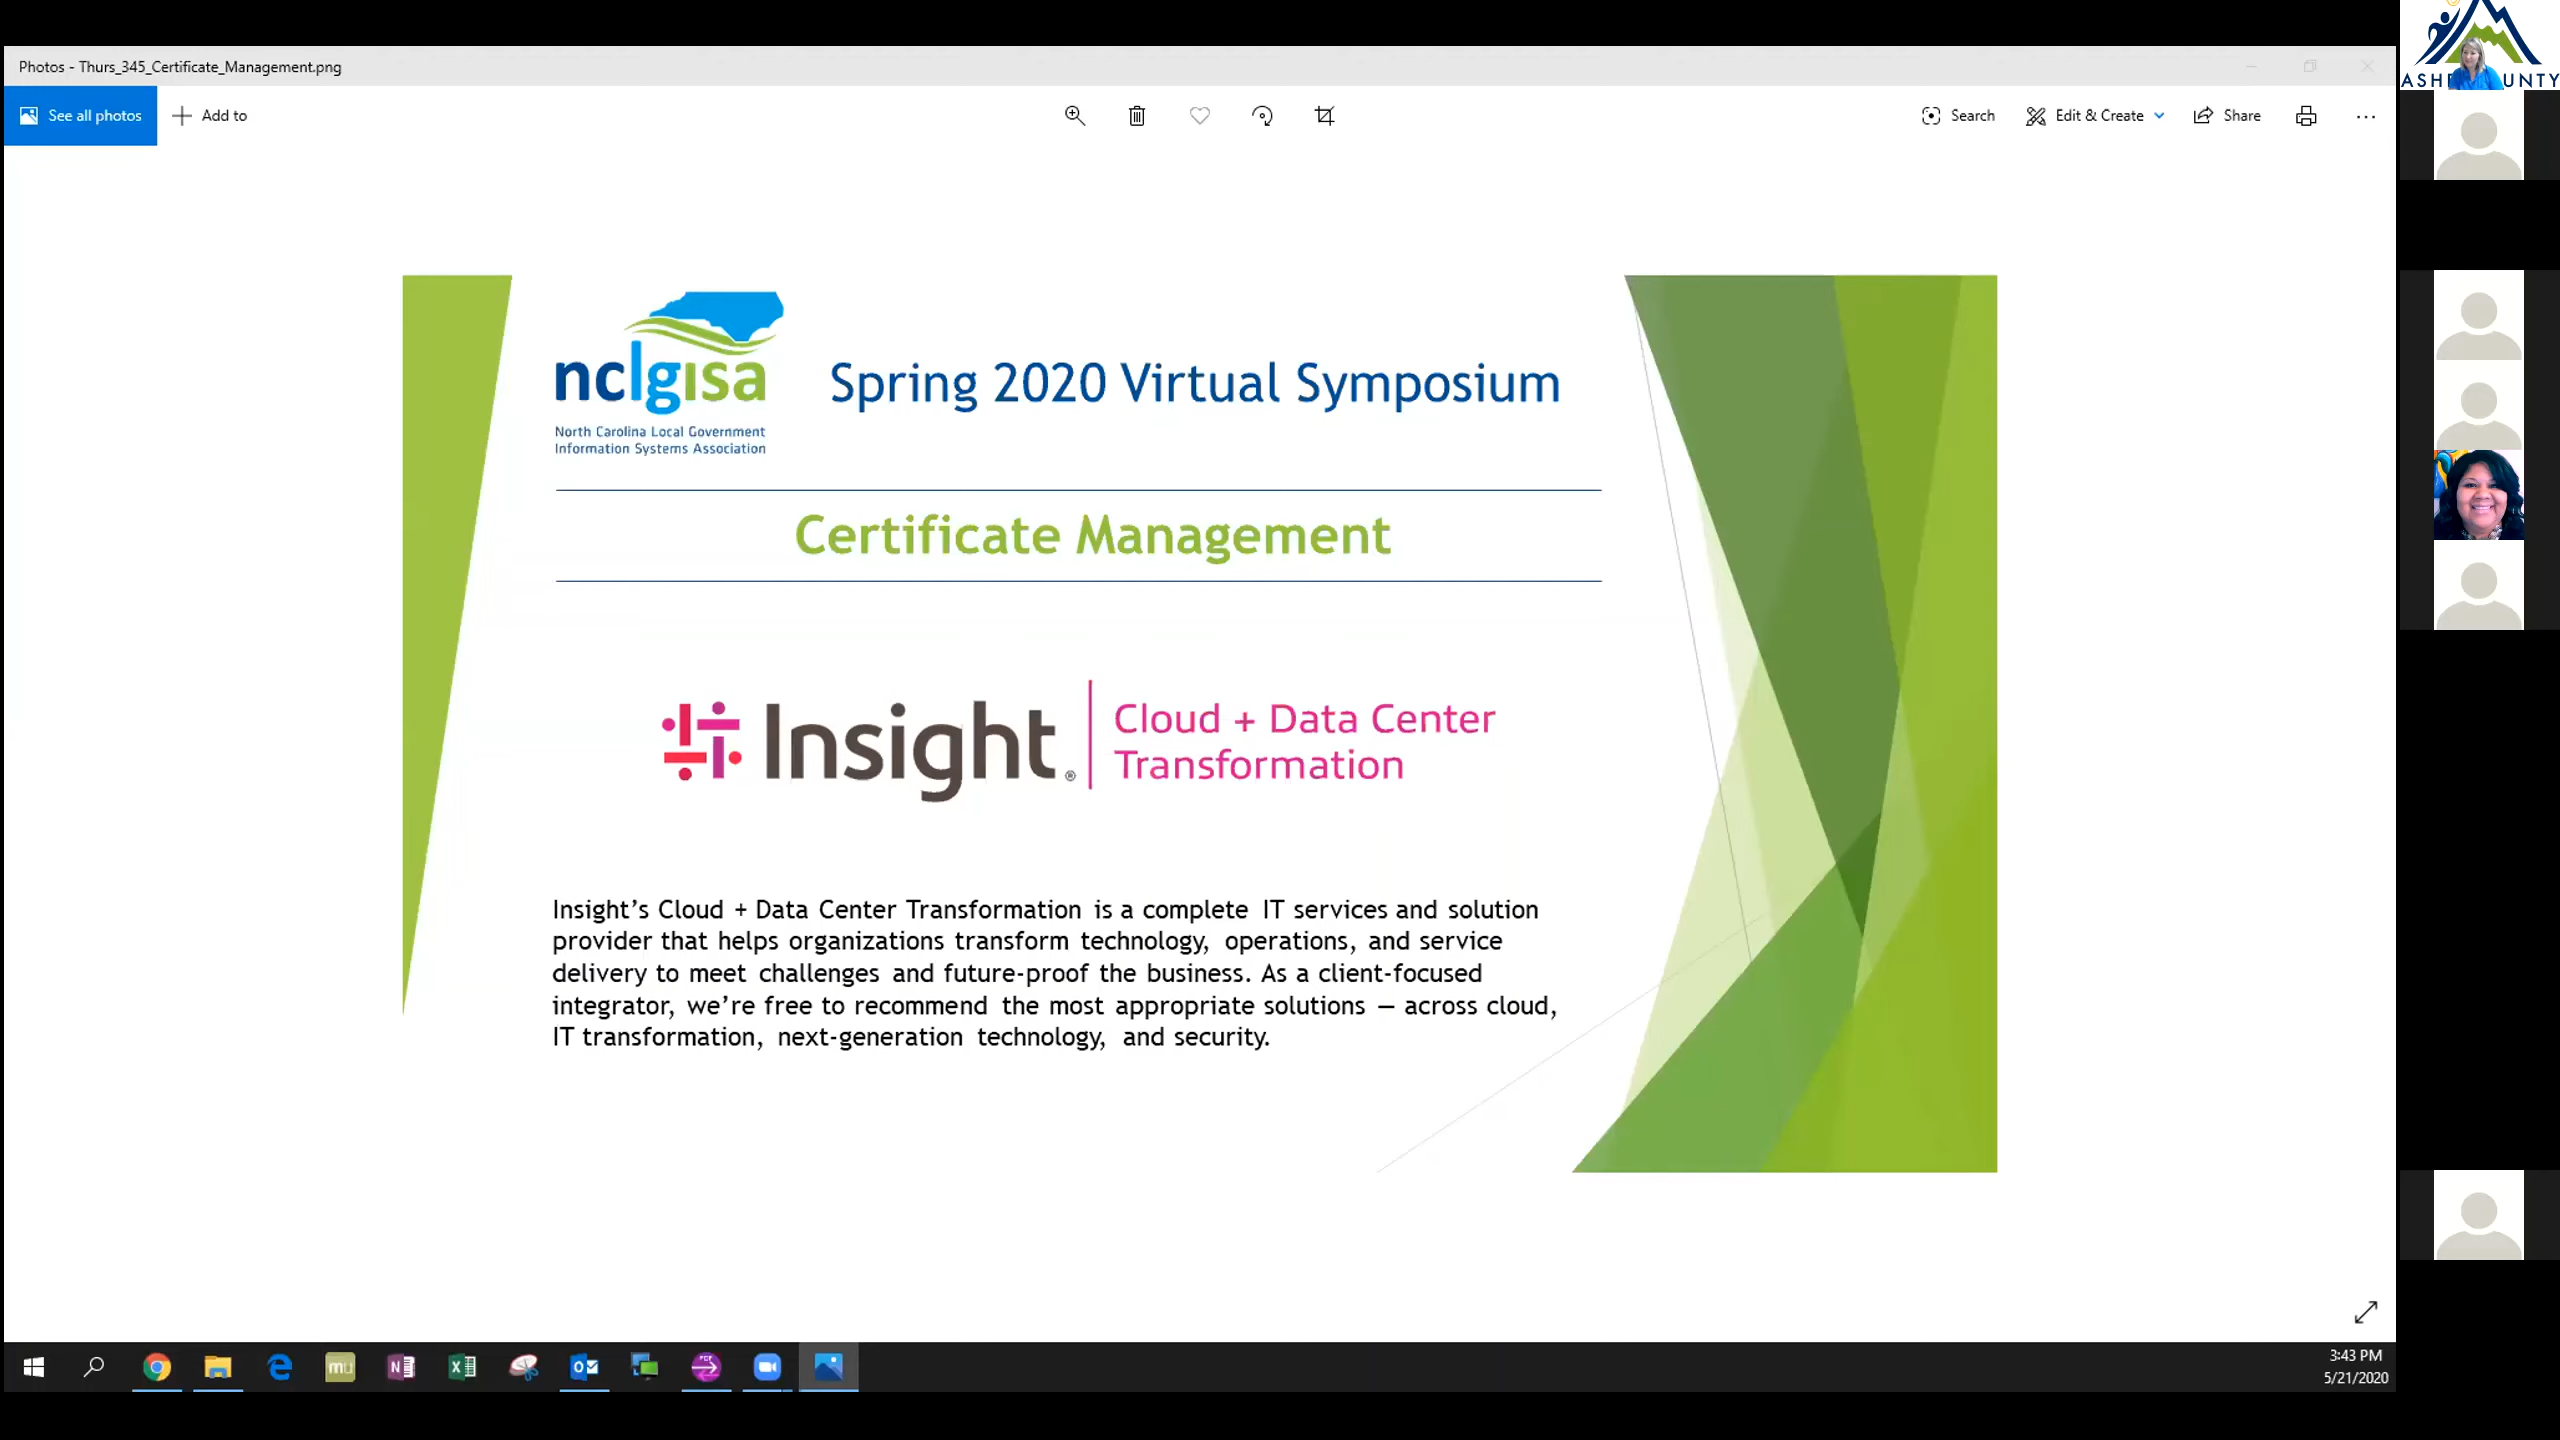 Photos - Thurs_345_Certificate_Management.png
See all photos
Add to
Search
Edit & Create
Share
nclgisa
North Carolina Local Government
Information Systems Association
Spring 2020 Virtual Symposium
Certificate Management
Insight®
Cloud + Data Center
Transformation
Insight’s Cloud + Data Center Transformation is a complete IT services and solution
provider that helps organizations transform technology, operations, and service
delivery to meet challenges and future-proof the business. As a client-focused
integrator, we’re free to recommend the most appropriate solutions — across cloud,
IT transformation, next-generation technology, and security.
mu
PDF
3:43 PM
5/21/2020